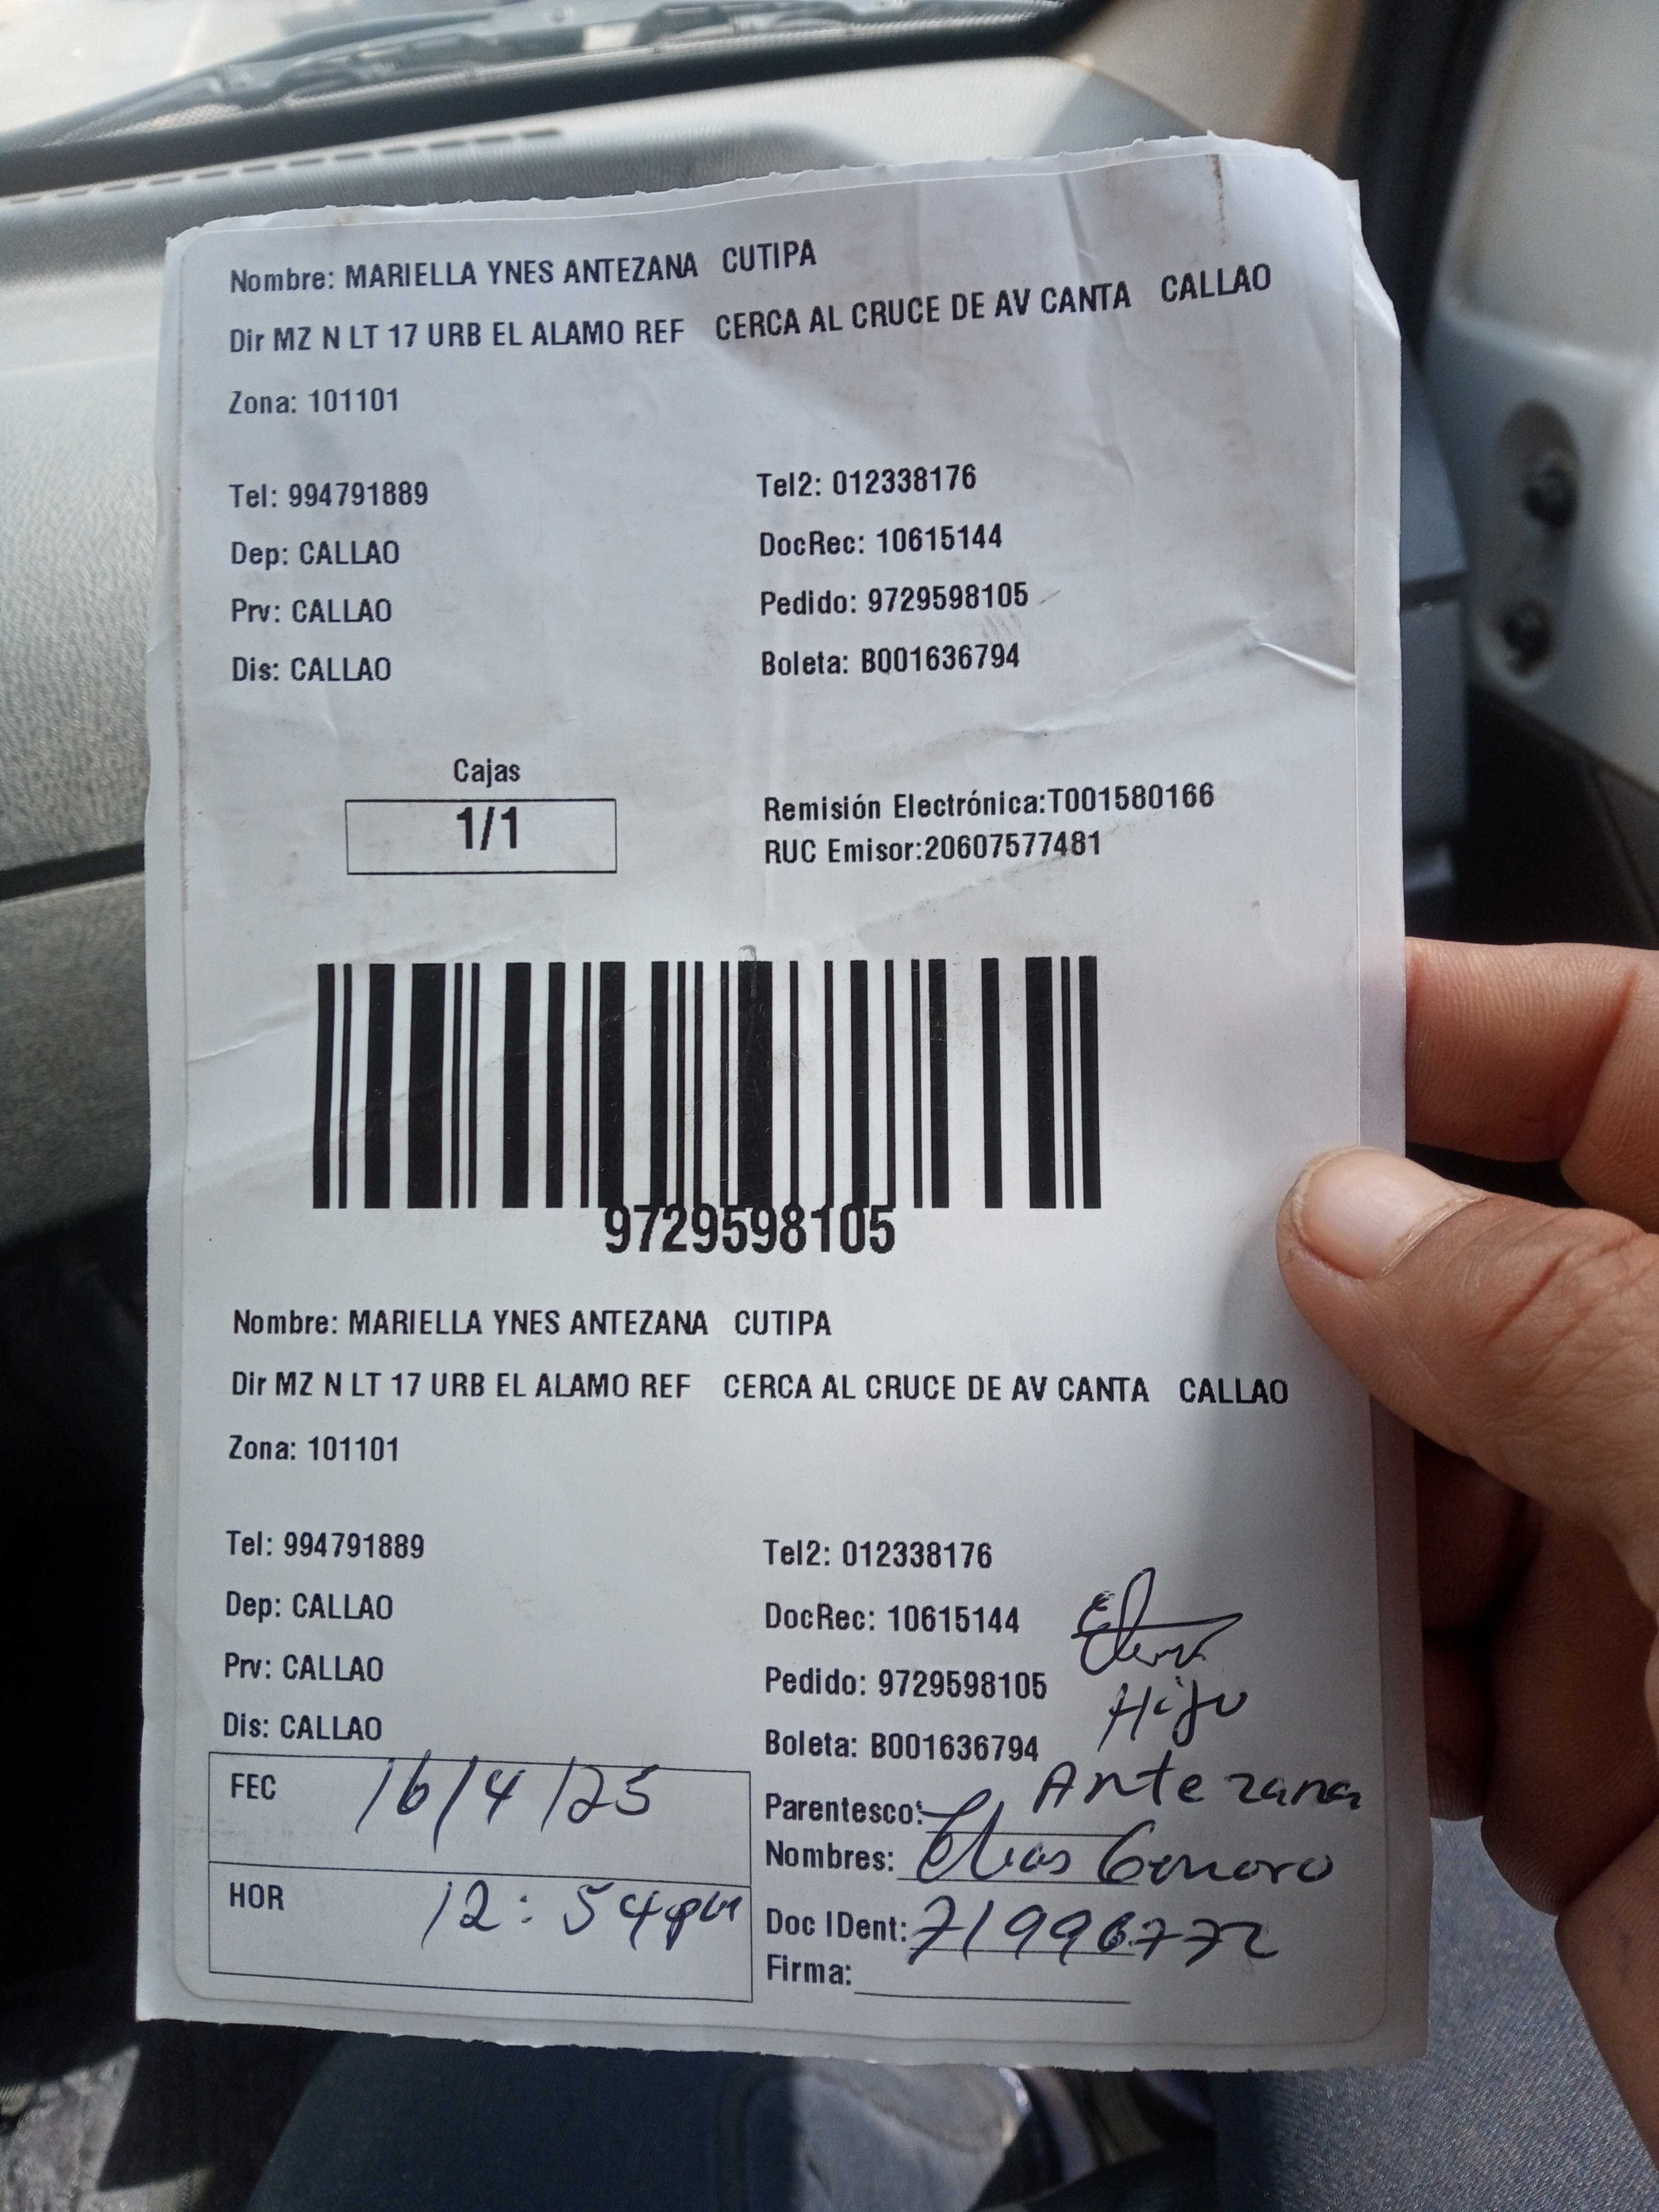 Nombre: MARIELLA YNES ANTEZANA CUTIPA
Dir MZ N LT 17 URB EL ALAMO REF CERCA AL CRUCE DE AV CANTA CALLAO
Zona: 101101
Tel: 994791889 Tel2: 012338176
Dep: CALLAO DocRec: 10615144
Prv: CALLAO Pedido: 9729598105
Dis: CALLAO Boleta: B001636794
Cajas
1/1
Remisión Electrónica:T001580166
RUC Emisor:20607577481
9729598105
Nombre: MARIELLA YNES ANTEZANA CUTIPA
Dir MZ N LT 17 URB EL ALAMO REF CERCA AL CRUCE DE AV CANTA CALLAO
Zona: 101101
Tel: 994791889 Tel2: 012338176
Dep: CALLAO DocRec: 10615144
Prv: CALLAO Pedido: 9729598105
Hijo
Dis: CALLAO Boleta: B001636794
FEC 16/4/25
Parentesco: Antezana
Nombres: Elias
HOR 12:54pm
Doc IDent: 71996772
Firma: